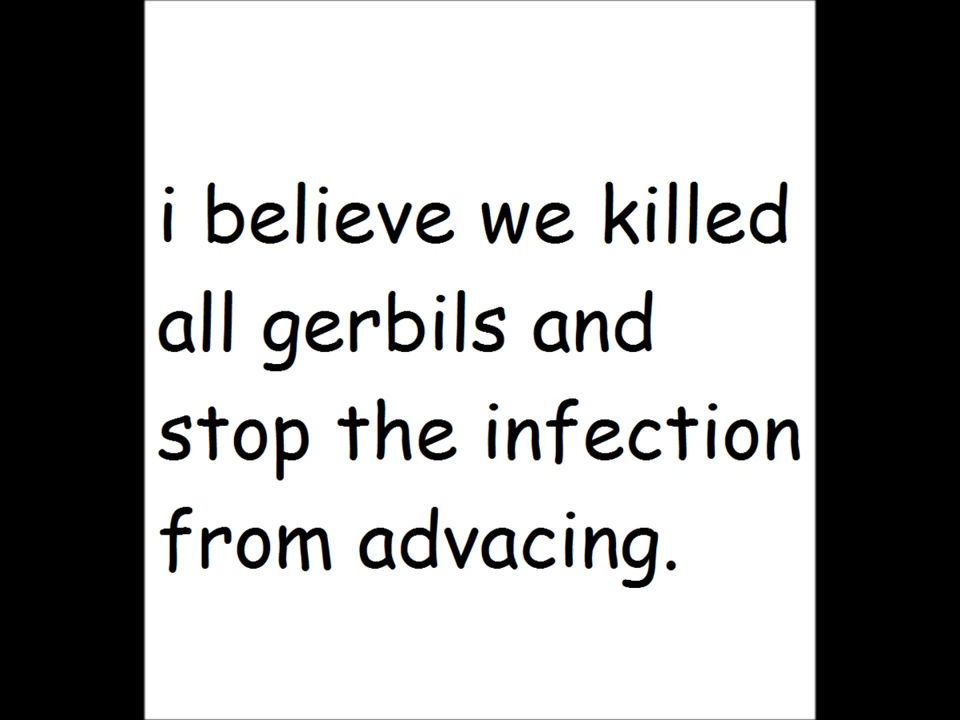 i believe we killed
all gerbils and
stop the infection
from advacing.